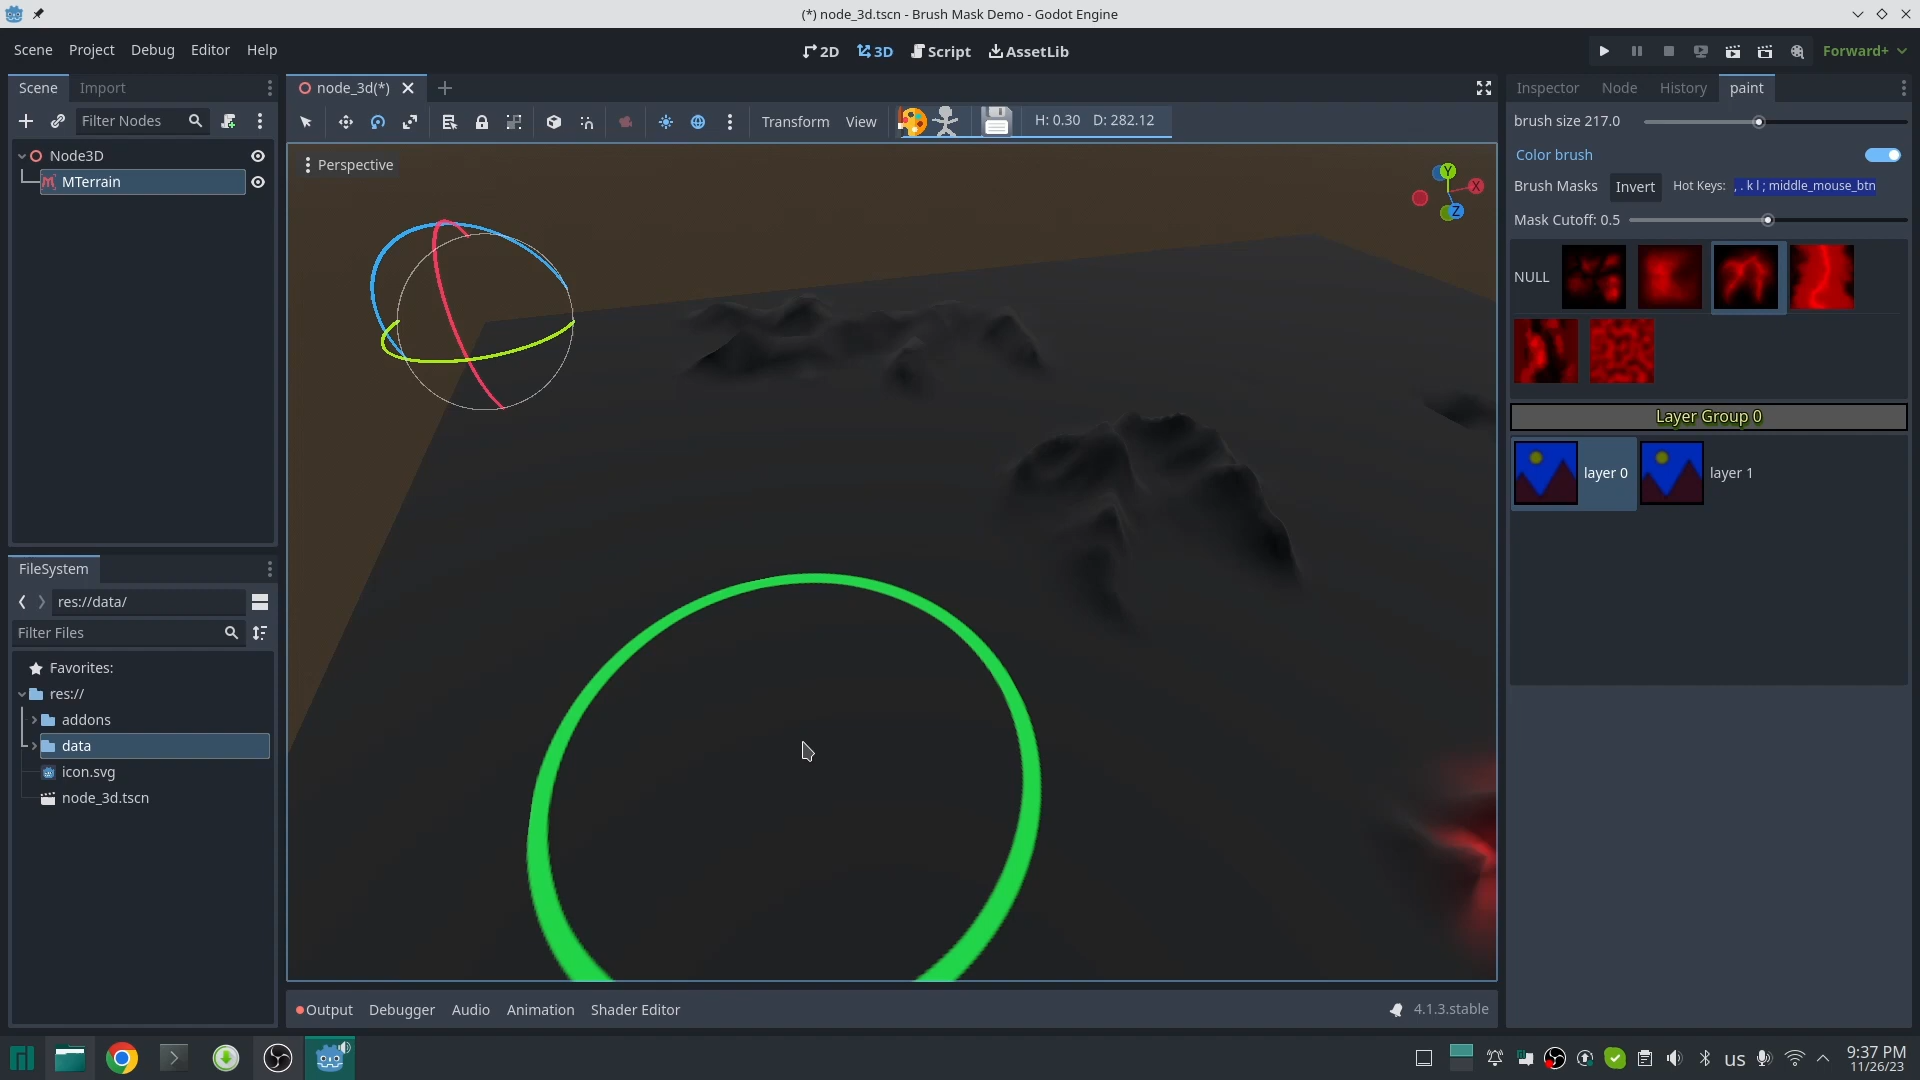 (*) node_3d.tscn - Brush Mask Demo - Godot Engine
Scene Project Debug Editor Help
2D 3D Script AssetLib
Forward+
Scene Import
node_3d(*)
Inspector Node History paint
Filter Nodes
Transform View
H: 0.30 D: 282.12
brush size 217.0
Node3D
MTerrain
Perspective
Y
X
Z
Color brush
Brush Masks Invert Hot Keys: , . k l ; middle_mouse_btn
Mask Cutoff: 0.5
NULL
Layer Group 0
layer 0 layer 1
FileSystem
res://data/
Filter Files
Favorites:
res://
addons
data
icon.svg
node_3d.tscn
Output Debugger Audio Animation Shader Editor
4.1.3.stable
us
9:37 PM
11/26/23